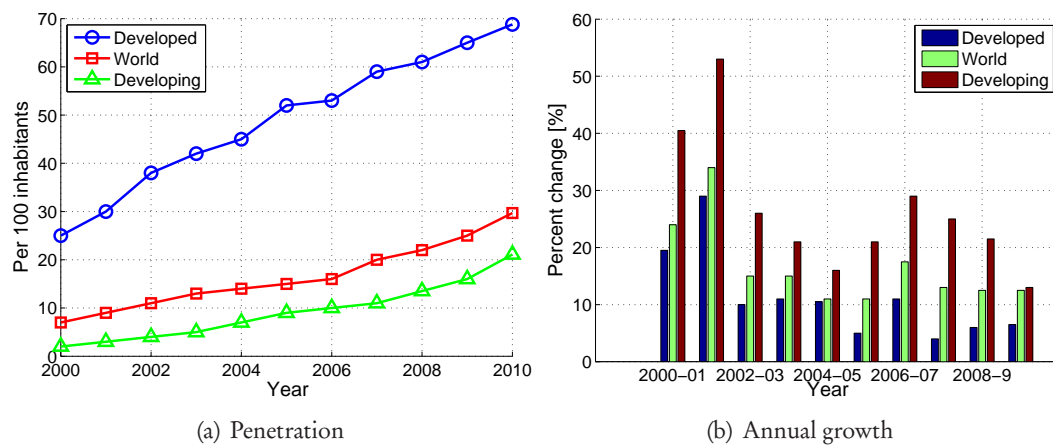 70
60
50
40
30
20
10
0
Per 100 inhabitants
Developed
World
Developing
2000
2002
2004
2006
2008
2010
Year
(a) Penetration
60
50
40
30
20
10
0
Percent change [%]
Developed
World
Developing
2000–01
2002–03
2004–05
2006–07
2008–9
Year
(b) Annual growth